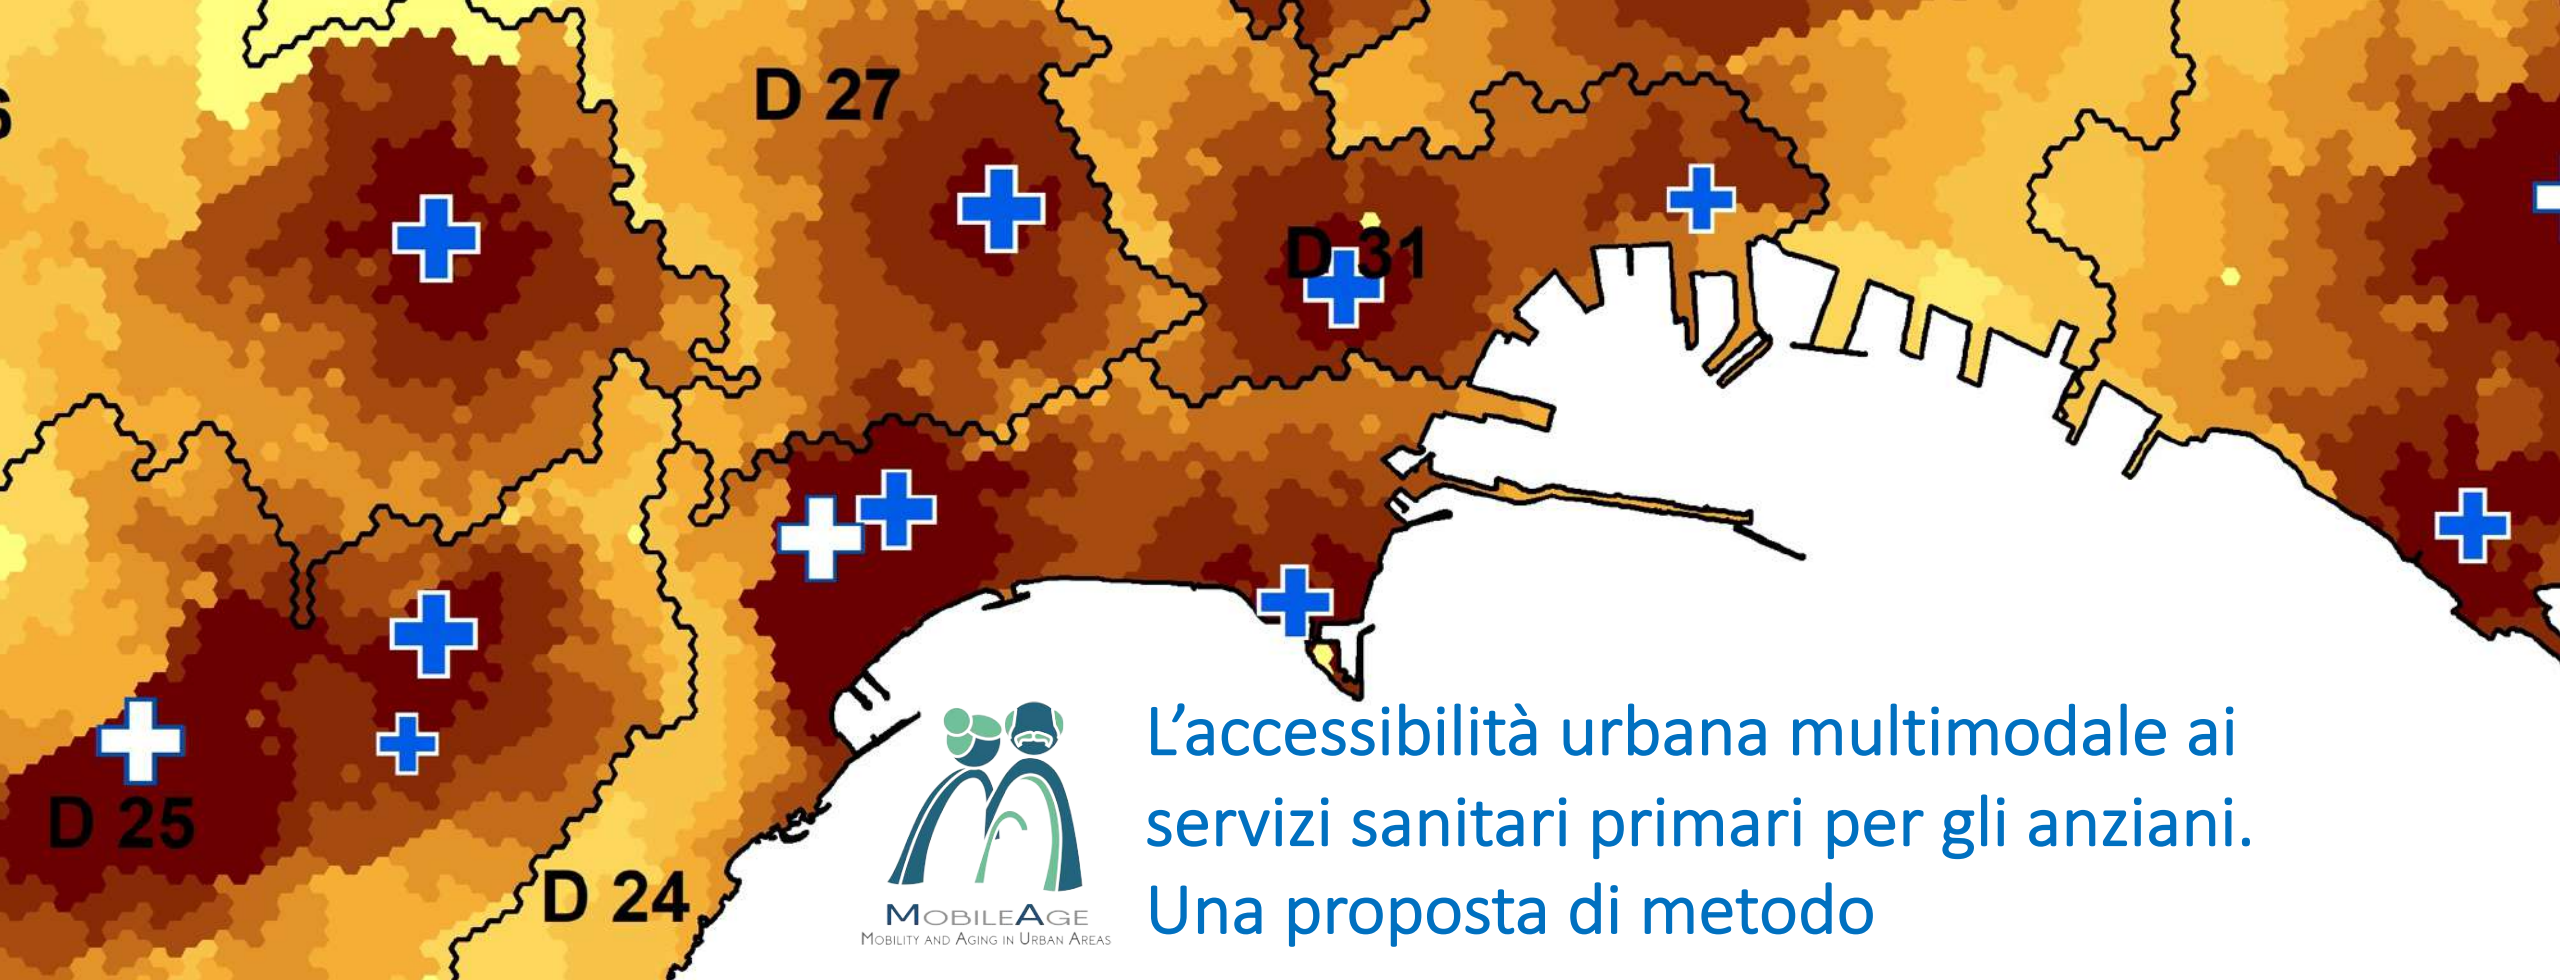 6
D 27
D 31
D 25
D 24
L’accessibilità urbana multimodale ai
servizi sanitari primari per gli anziani.
Una proposta di metodo
MOBILEAGE
MOBILITY AND AGING IN URBAN AREAS